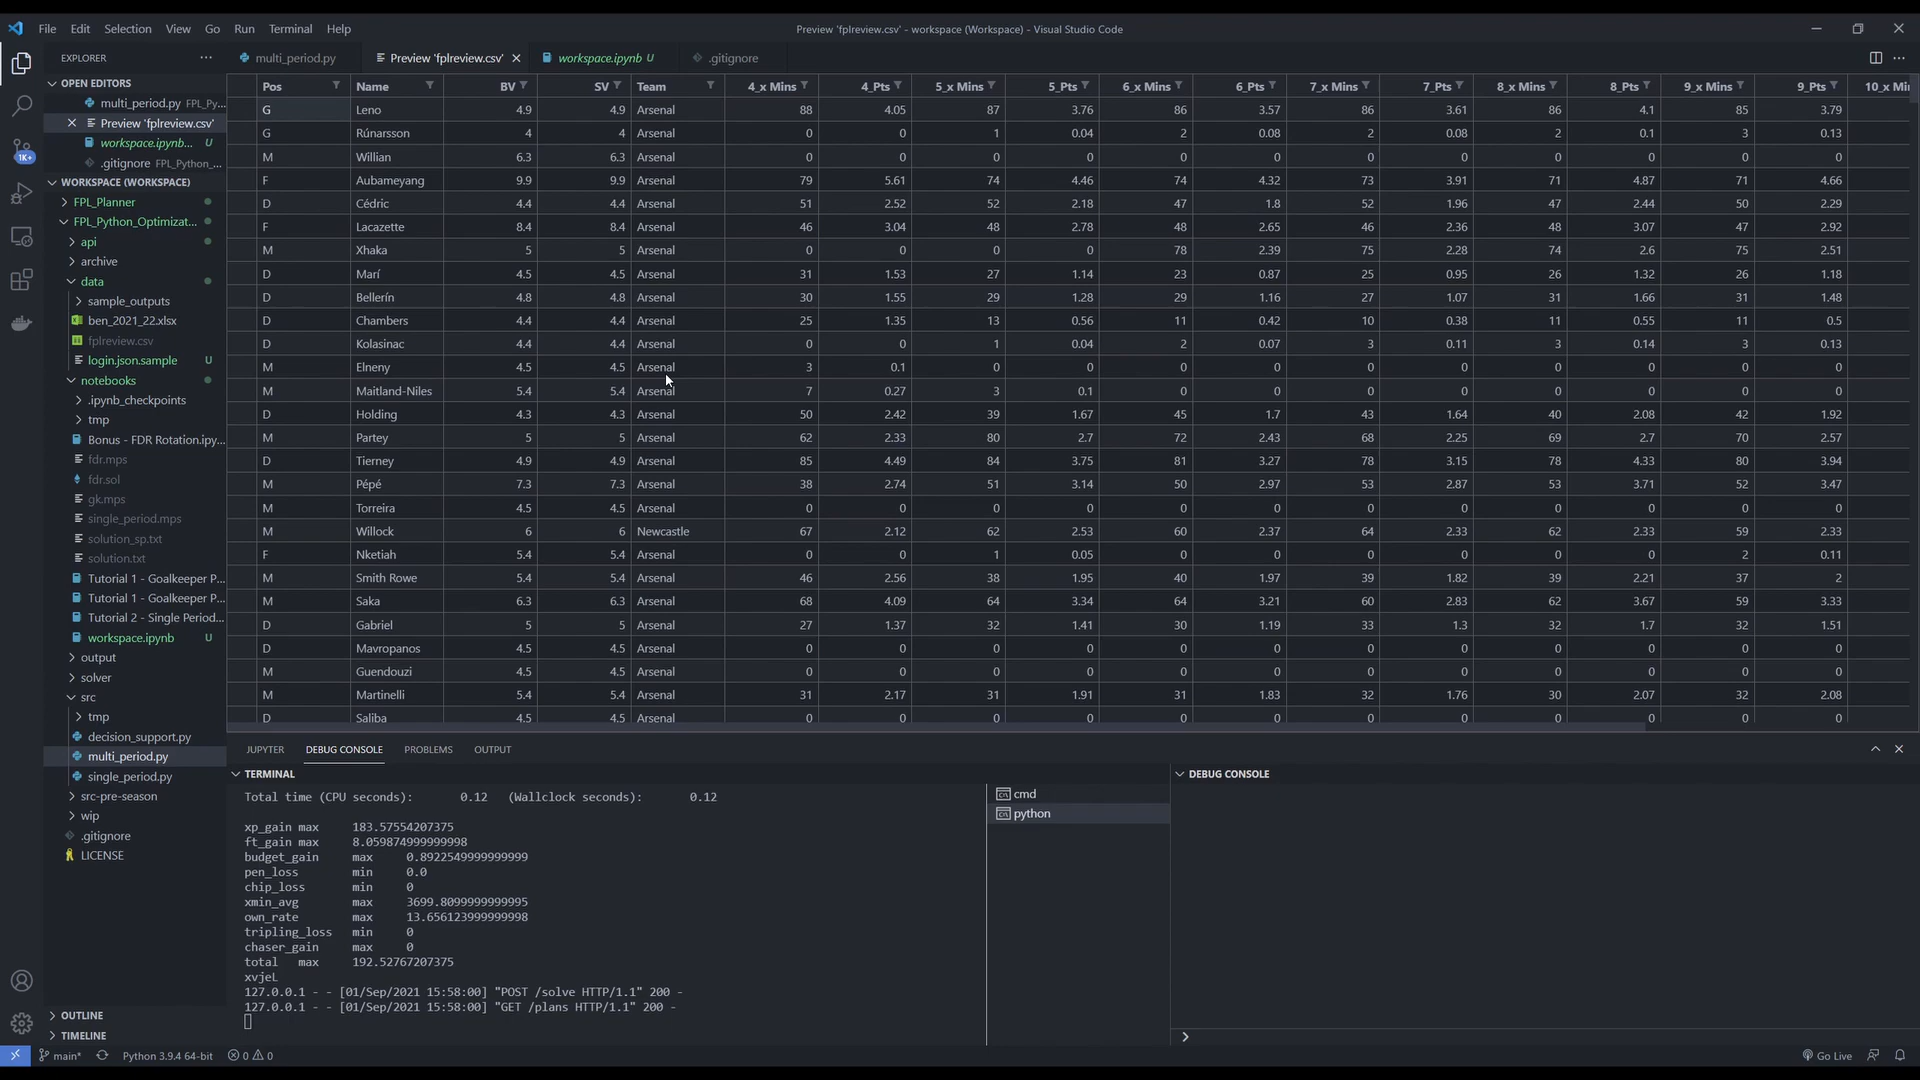 File Edit Selection View Go Run Terminal Help
Preview 'fplreview.csv' - workspace (Workspace) - Visual Studio Code
EXPLORER
multi_period.py
Preview 'fplreview.csv'
workspace.ipynb U
.gitignore
OPEN EDITORS
multi_period.py FPL_Py...
Preview 'fplreview.csv'
workspace.ipynb... U
.gitignore FPL_Python_...
WORKSPACE (WORKSPACE)
FPL_Planner
FPL_Python_Optimizat...
api
archive
data
sample_outputs
ben_2021_22.xlsx
fplreview.csv
login.json.sample U
notebooks
.ipynb_checkpoints
tmp
Bonus - FDR Rotation.ipy...
fdr.mps
fdr.sol
gk.mps
single_period.mps
solution_sp.txt
solution.txt
Tutorial 1 - Goalkeeper P...
Tutorial 1 - Goalkeeper P...
Tutorial 2 - Single Period...
workspace.ipynb U
output
solver
src
tmp
decision_support.py
multi_period.py
single_period.py
src-pre-season
wip
.gitignore
LICENSE
OUTLINE
TIMELINE
1K+
Pos Name BV SV Team 4_x Mins 4_Pts 5_x Mins 5_Pts 6_x Mins 6_Pts 7_x Mins 7_Pts 8_x Mins 8_Pts 9_x Mins 9_Pts 10_x Mi
G Leno 4.9 4.9 Arsenal 88 4.05 87 3.76 86 3.57 86 3.61 86 4.1 85 3.79
G Rúnarsson 4 4 Arsenal 0 0 1 0.04 2 0.08 2 0.08 2 0.1 3 0.13
M Willian 6.3 6.3 Arsenal 0 0 0 0 0 0 0 0 0 0 0 0
F Aubameyang 9.9 9.9 Arsenal 79 5.61 74 4.46 74 4.32 73 3.91 71 4.87 71 4.66
D Cédric 4.4 4.4 Arsenal 51 2.52 52 2.18 47 1.8 52 1.96 47 2.44 50 2.29
F Lacazette 8.4 8.4 Arsenal 46 3.04 48 2.78 48 2.65 46 2.36 48 3.07 47 2.92
M Xhaka 5 5 Arsenal 0 0 0 0 78 2.39 75 2.28 74 2.6 75 2.51
D Marí 4.5 4.5 Arsenal 31 1.53 27 1.14 23 0.87 25 0.95 26 1.32 26 1.18
D Bellerín 4.8 4.8 Arsenal 30 1.55 29 1.28 29 1.16 27 1.07 31 1.66 31 1.48
D Chambers 4.4 4.4 Arsenal 25 1.35 13 0.56 11 0.42 10 0.38 11 0.55 11 0.5
D Kolasinac 4.4 4.4 Arsenal 0 0 1 0.04 2 0.07 3 0.11 3 0.14 3 0.13
M Elneny 4.5 4.5 Arsenal 3 0.1 0 0 0 0 0 0 0 0 0 0
M Maitland-Niles 5.4 5.4 Arsenal 7 0.27 3 0.1 0 0 0 0 0 0 0 0
D Holding 4.3 4.3 Arsenal 50 2.42 39 1.67 45 1.7 43 1.64 40 2.08 42 1.92
M Partey 5 5 Arsenal 62 2.33 80 2.7 72 2.43 68 2.25 69 2.7 70 2.57
D Tierney 4.9 4.9 Arsenal 85 4.49 84 3.75 81 3.27 78 3.15 78 4.33 80 3.94
M Pépé 7.3 7.3 Arsenal 38 2.74 51 3.14 50 2.97 53 2.87 53 3.71 52 3.47
M Torreira 4.5 4.5 Arsenal 0 0 0 0 0 0 0 0 0 0 0 0
M Willock 6 6 Newcastle 67 2.12 62 2.53 60 2.37 64 2.33 62 2.33 59 2.33
F Nketiah 5.4 5.4 Arsenal 0 0 1 0.05 0 0 0 0 0 0 2 0.11
M Smith Rowe 5.4 5.4 Arsenal 46 2.56 38 1.95 40 1.97 39 1.82 39 2.21 37 2
M Saka 6.3 6.3 Arsenal 68 4.09 64 3.34 64 3.21 60 2.83 62 3.67 59 3.33
D Gabriel 5 5 Arsenal 27 1.37 32 1.41 30 1.19 33 1.3 32 1.7 32 1.51
D Mavropanos 4.5 4.5 Arsenal 0 0 0 0 0 0 0 0 0 0 0 0
M Guendouzi 4.5 4.5 Arsenal 0 0 0 0 0 0 0 0 0 0 0 0
M Martinelli 5.4 5.4 Arsenal 31 2.17 31 1.91 31 1.83 32 1.76 30 2.07 32 2.08
D Saliba 4.5 4.5 Arsenal 0 0 0 0 0 0 0 0 0 0 0 0
JUPYTER DEBUG CONSOLE PROBLEMS OUTPUT
TERMINAL
Total time (CPU seconds): 0.12 (Wallclock seconds): 0.12
xp_gain max 183.57554207375
ft_gain max 8.059874999999998
budget_gain max 0.8922549999999999
pen_loss min 0.0
chip_loss min 0
xmin_avg max 3699.8099999999995
own_rate max 13.656123999999998
tripling_loss min 0
chaser_gain max 0
total max 192.52767207375
xvjeL
127.0.0.1 - - [01/Sep/2021 15:58:00] "POST /solve HTTP/1.1" 200 -
127.0.0.1 - - [01/Sep/2021 15:58:00] "GET /plans HTTP/1.1" 200 -
cmd
python
DEBUG CONSOLE
main* Python 3.9.4 64-bit 0 0
Go Live